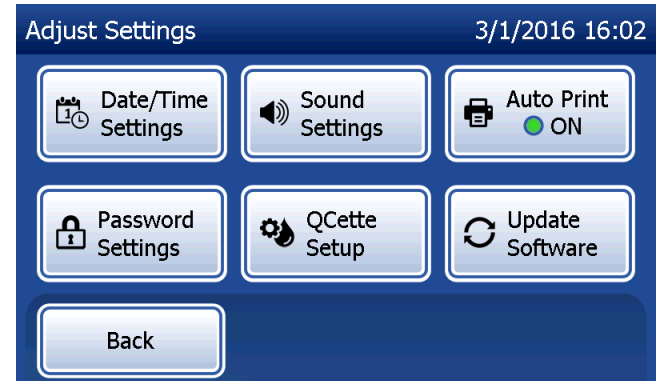 Adjust Settings 3/1/2016 16:02
Date/Time
Settings
Sound
Settings
Auto Print
ON
Password
Settings
QCette
Setup
Update
Software
Back